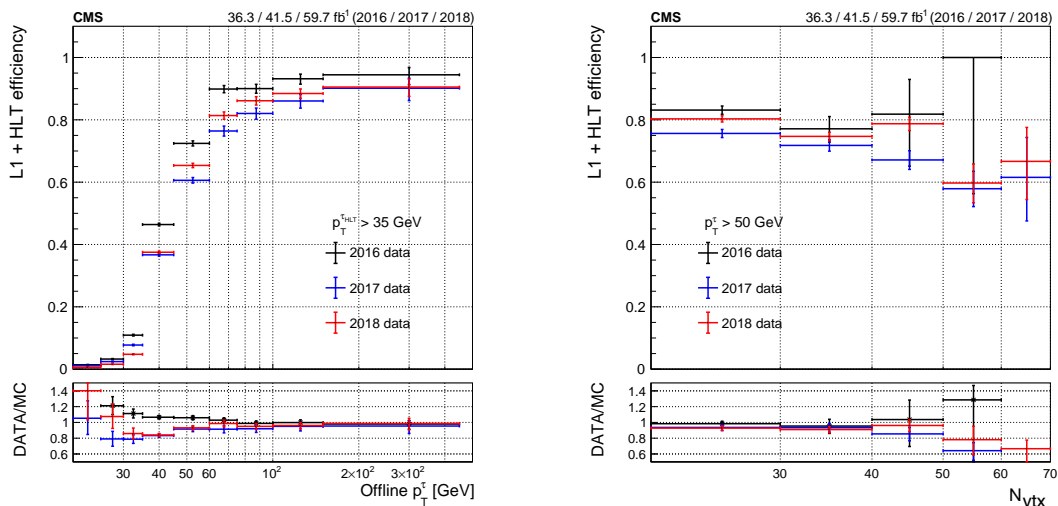 CMS 36.3 / 41.5 / 59.7 fb¹ (2016 / 2017 / 2018)
L1 + HLT efficiency
1
0.8
0.6
0.4
0.2
0
p_T^{τ_HLT} > 35 GeV
2016 data
2017 data
2018 data
DATA/MC
1.4
1.2
1
0.8
0.6
30 40 50 60 10² 2×10² 3×10²
Offline p_T^τ [GeV]
CMS 36.3 / 41.5 / 59.7 fb¹ (2016 / 2017 / 2018)
L1 + HLT efficiency
1
0.8
0.6
0.4
0.2
0
p_T^τ > 50 GeV
2016 data
2017 data
2018 data
DATA/MC
1.4
1.2
1
0.8
0.6
30 40 50 60 70
N_vtx